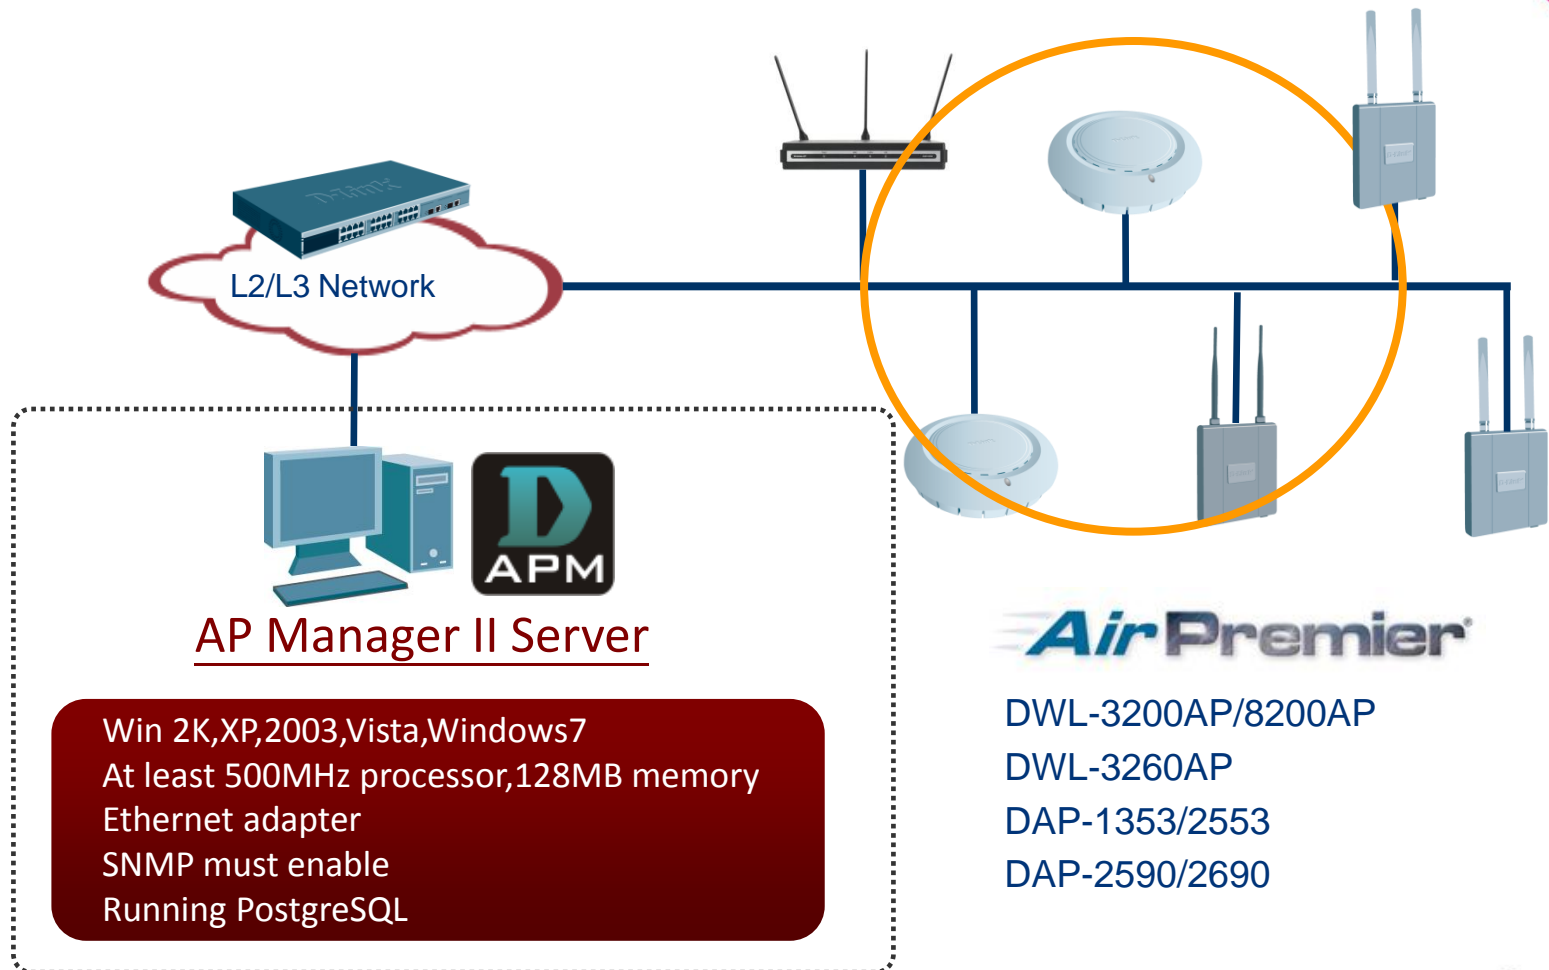 D-Link
L2/L3 Network
D
APM
AP Manager II Server
Win 2K,XP,2003,Vista,Windows7
At least 500MHz processor,128MB memory
Ethernet adapter
SNMP must enable
Running PostgreSQL
AirPremier®
DWL-3200AP/8200AP
DWL-3260AP
DAP-1353/2553
DAP-2590/2690